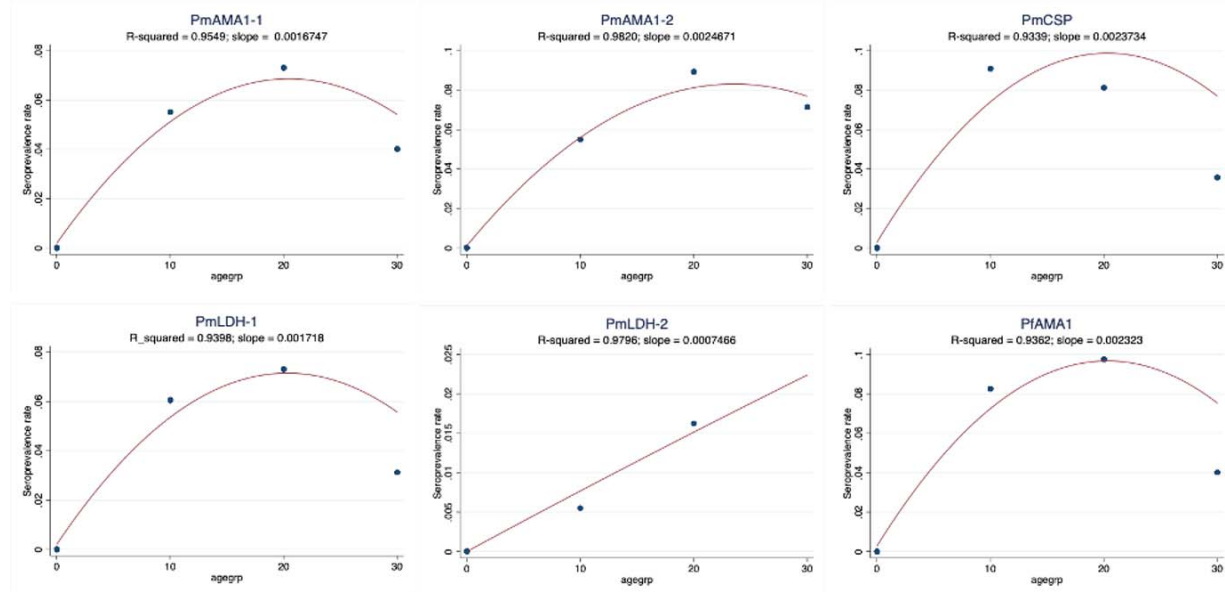 PmAMA1-1
R-squared = 0.9549; slope = 0.0016747
Seroprevalence rate
.08
.06
.04
.02
0
0 10 20 30
agegrp
PmAMA1-2
R-squared = 0.9820; slope = 0.0024671
Seroprevalence rate
.1
.08
.06
.04
.02
0
0 10 20 30
agegrp
PmCSP
R-squared = 0.9339; slope = 0.0023734
Seroprevalence rate
.1
.08
.06
.04
.02
0
0 10 20 30
agegrp
PmLDH-1
R_squared = 0.9398; slope = 0.001718
Seroprevalence rate
.08
.06
.04
.02
0
0 10 20 30
agegrp
PmLDH-2
R-squared = 0.9796; slope = 0.0007466
Seroprevalence rate
.025
.02
.015
.01
.005
0
0 10 20 30
agegrp
PfAMA1
R-squared = 0.9362; slope = 0.002323
Seroprevalence rate
.1
.08
.06
.04
.02
0
0 10 20 30
agegrp